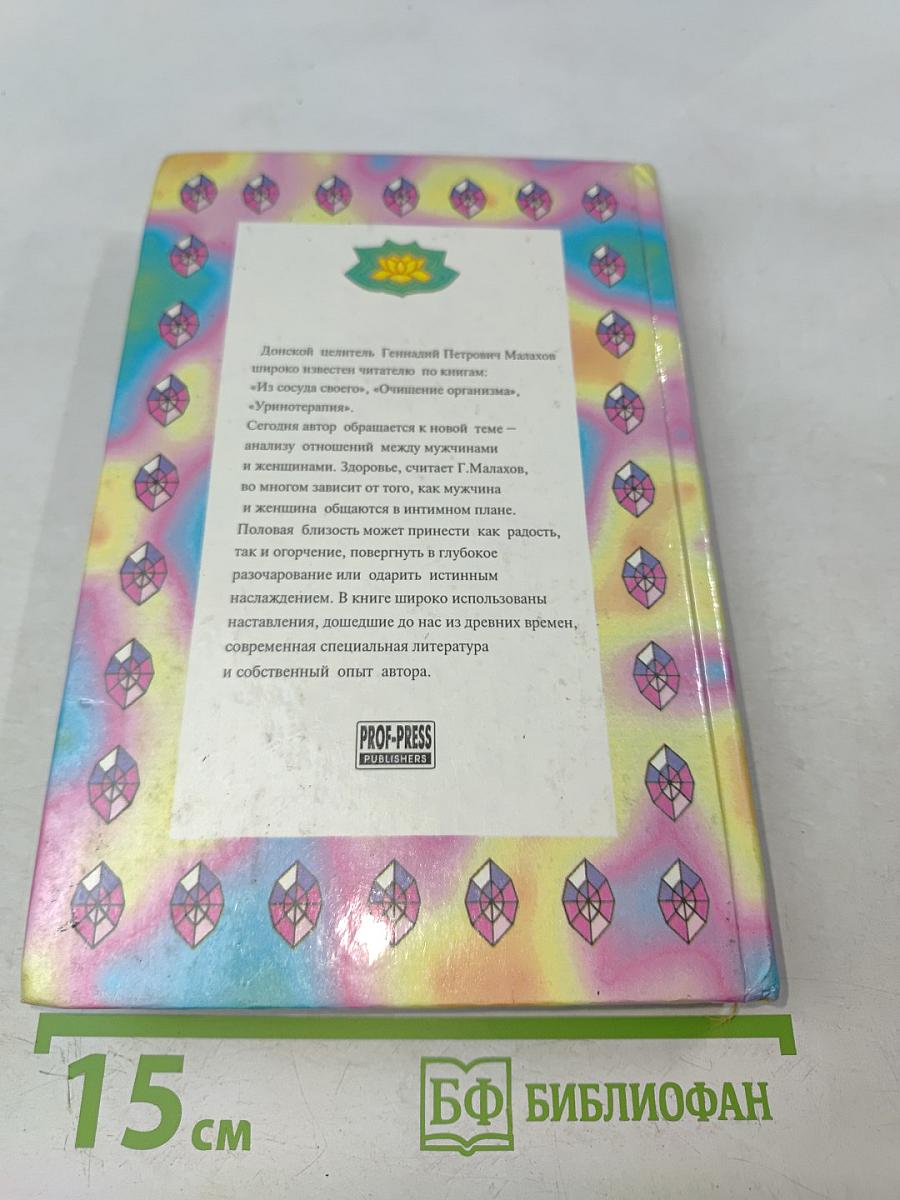 Донской целитель Геннадий Петрович Малахов
широко известен читателю по книгам:
«Из сосуда своего», «Очищение организма»,
«Уринотерапия».
Сегодня автор обращается к новой теме —
анализу отношений между мужчинами
и женщинами. Здоровье, считает Г.Малахов,
во многом зависит от того, как мужчина
и женщина общаются в интимном плане.
Половая близость может принести как радость,
так и огорчение, повергнуть в глубокое
разочарование или одарить истинным
наслаждением. В книге широко использованы
наставления, дошедшие до нас из древних времен,
современная специальная литература
и собственный опыт автора.
PROF-PRESS
PUBLISHERS
15 см
БФ БИБЛИОФАН